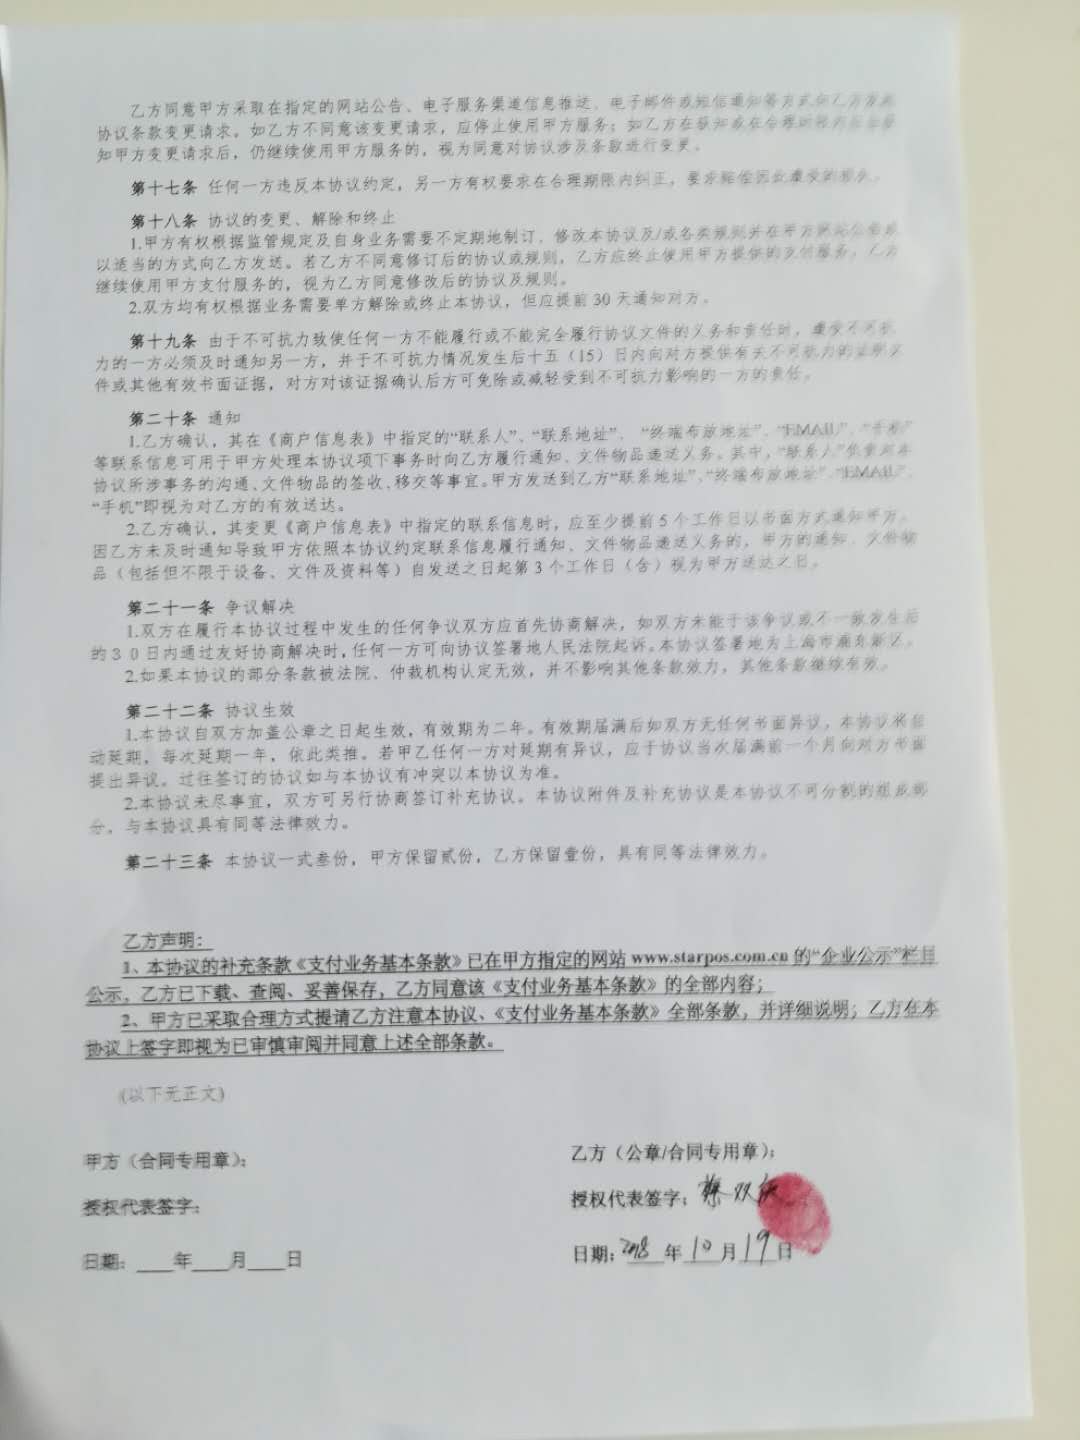 乙方同意甲方采取在指定的网站公告、电子服务渠道信息推送、电子邮件或短信通知等方式向乙方发送
协议条款变更请求。如乙方不同意该变更请求，应停止使用甲方服务；如乙方在获知或在合理时间内应当获
知甲方变更请求后，仍继续使用甲方服务的，视为同意对协议涉及条款进行变更。
第十七条 任何一方违反本协议约定，另一方有权要求在合理期限内纠正，要求赔偿因此遭受的损失。
第十八条 协议的变更、解除和终止
1.甲方有权根据监管规定及自身业务需要不定期地制订、修改本协议及/或各类规则并在甲方网站公告或
以适当的方式向乙方发送。若乙方不同意修订后的协议或规则，乙方应终止使用甲方提供的支付服务，乙方
继续使用甲方支付服务的，视为乙方同意修改后的协议及规则。
2.双方均有权根据业务需要单方解除或终止本协议，但应提前 30 天通知对方。
第十九条 由于不可抗力致使任何一方不能履行或不能完全履行协议文件的义务和责任时，遭受不可抗
力的一方必须及时通知另一方，并于不可抗力情况发生后十五（15）日内向对方提供有关不可抗力的证明文
件或其他有效书面证据，对方对该证据确认后方可免除或减轻受到不可抗力影响的一方的责任。
第二十条 通知
1.乙方确认，其在《商户信息表》中指定的“联系人”、“联系地址”、 “终端布放地址”、“EMAIL”、“手机”
等联系信息可用于甲方处理本协议项下事务时向乙方履行通知、文件物品递送义务。其中，“联系人”负责对本
协议所涉事务的沟通、文件物品的签收、移交等事宜。甲方发送到乙方“联系地址”、“终端布放地址”、“EMAIL”、
“手机”即视为对乙方的有效送达。
2.乙方确认，其变更《商户信息表》中指定的联系信息时，应至少提前 5 个工作日以书面方式通知甲方。
因乙方未及时通知导致甲方依照本协议约定联系信息履行通知、文件物品递送义务的，甲方的通知、文件物
品（包括但不限于设备、文件及资料等）自发送之日起第 3 个工作日（含）视为甲方送达之日。
第二十一条 争议解决
1.双方在履行本协议过程中发生的任何争议双方应首先协商解决，如双方未能于该争议或不一致发生后
的３０日内通过友好协商解决时，任何一方可向协议签署地人民法院起诉。本协议签署地为上海市浦东新区。
2.如果本协议的部分条款被法院、仲裁机构认定无效，并不影响其他条款效力，其他条款继续有效。
第二十二条 协议生效
1.本协议自双方加盖公章之日起生效，有效期为二年。有效期届满后如双方无任何书面异议，本协议将自
动延期，每次延期一年，依此类推。若甲乙任何一方对延期有异议，应于协议当次届满前一个月向对方书面
提出异议。过往签订的协议如与本协议有冲突以本协议为准。
2.本协议未尽事宜，双方可另行协商签订补充协议。本协议附件及补充协议是本协议不可分割的组成部
分，与本协议具有同等法律效力。
第二十三条 本协议一式叁份，甲方保留贰份，乙方保留壹份，具有同等法律效力。
乙方声明：
1、本协议的补充条款《支付业务基本条款》已在甲方指定的网站 www.starpos.com.cn 的“企业公示”栏目
公示，乙方已下载、查阅、妥善保存，乙方同意该《支付业务基本条款》的全部内容；
2、甲方已采取合理方式提请乙方注意本协议、《支付业务基本条款》全部条款，并详细说明；乙方在本
协议上签字即视为已审慎审阅并同意上述全部条款。
（以下无正文）
甲方（合同专用章）：
授权代表签字：
日期：____年____月____日
乙方（公章/合同专用章）：
授权代表签字：
日期：2018 年 10 月 19 日